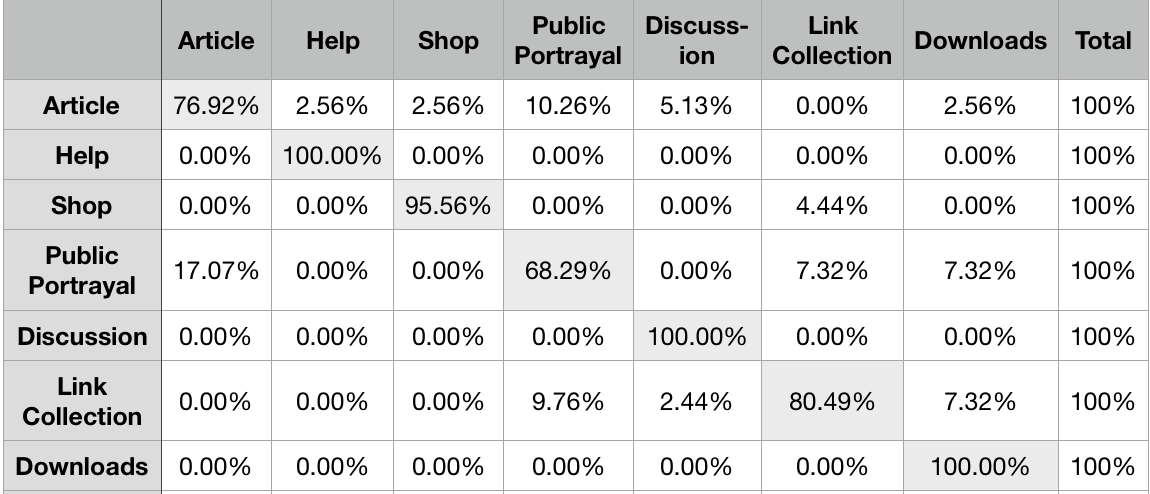 Article Help Shop Public Portrayal Discuss-ion Link Collection Downloads Total
Article 76.92% 2.56% 2.56% 10.26% 5.13% 0.00% 2.56% 100%
Help 0.00% 100.00% 0.00% 0.00% 0.00% 0.00% 0.00% 100%
Shop 0.00% 0.00% 95.56% 0.00% 0.00% 4.44% 0.00% 100%
Public Portrayal 17.07% 0.00% 0.00% 68.29% 0.00% 7.32% 7.32% 100%
Discussion 0.00% 0.00% 0.00% 0.00% 100.00% 0.00% 0.00% 100%
Link Collection 0.00% 0.00% 0.00% 9.76% 2.44% 80.49% 7.32% 100%
Downloads 0.00% 0.00% 0.00% 0.00% 0.00% 0.00% 100.00% 100%